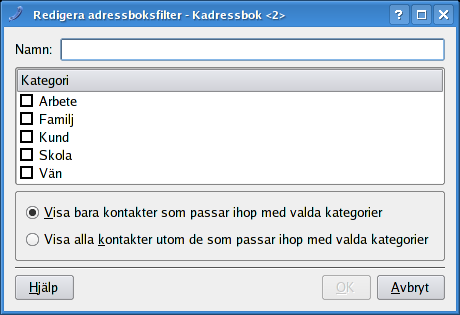 Redigera adressboksfilter - Kadressbok <2>
Namn:
Kategori
Arbete
Familj
Kund
Skola
Vän
Visa bara kontakter som passar ihop med valda kategorier
Visa alla kontakter utom de som passar ihop med valda kategorier
Hjälp OK Avbryt